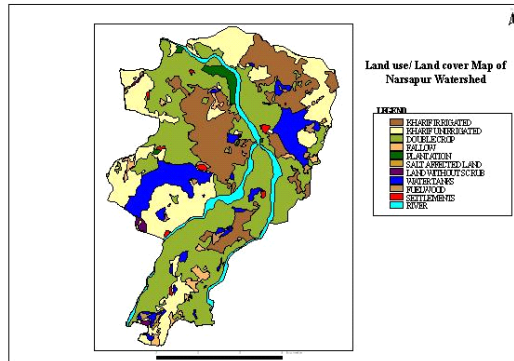 Land use/ Land cover Map of
Narsapur Watershed
LEGEND
KHARIF IRRIGATED
KHARIF UNIRRIGATED
DOUBLE CROP
FALLOW
PLANTATION
SALT AFFECTED LAND
LAND WITHOUT SCRUB
WATER TANKS
FUELWOOD
SETTLEMENTS
RIVER